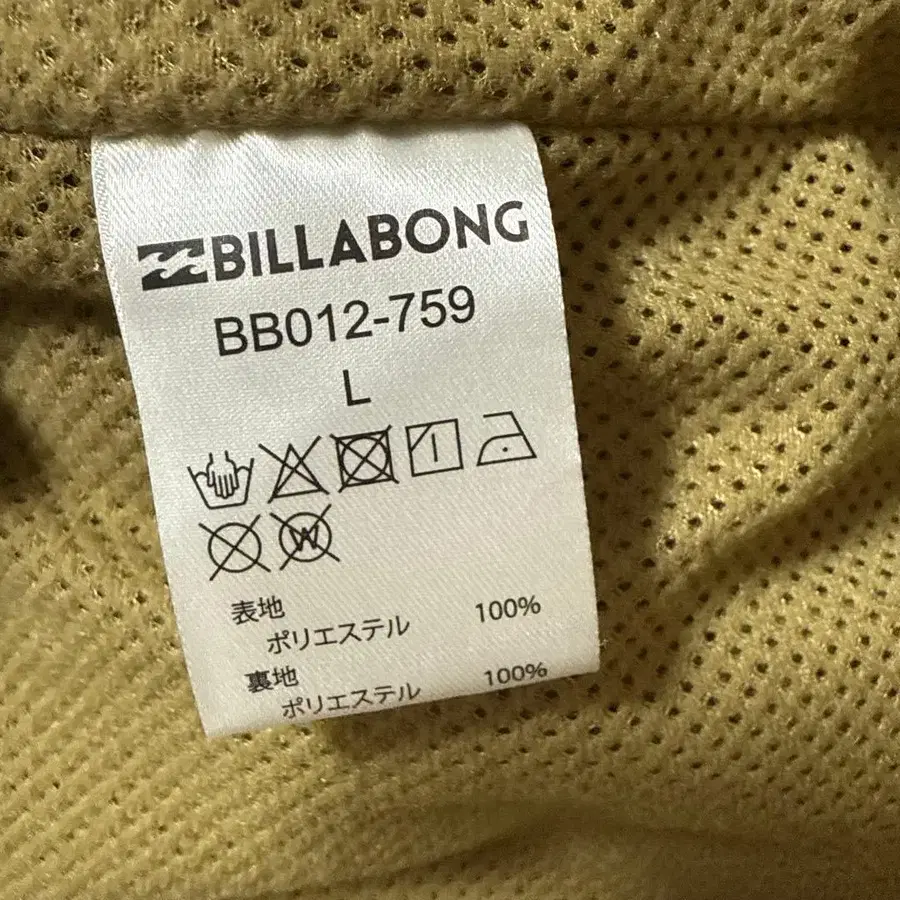 BILLABONG
BB012-759
L
W
表地
ポリエステル 100%
裏地
ポリエステル 100%